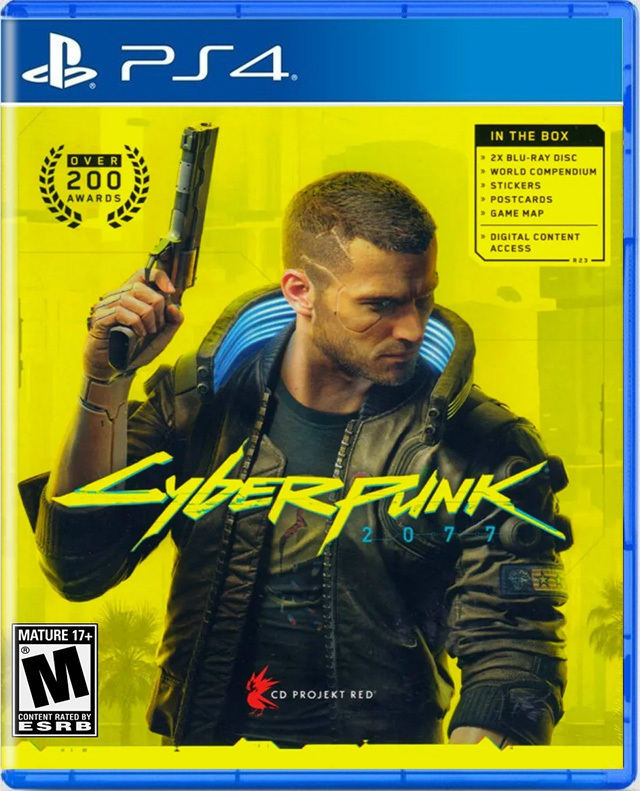 PS4
OVER
200
AWARDS
IN THE BOX
» 2X BLU-RAY DISC
» WORLD COMPENDIUM
» STICKERS
» POSTCARDS
» GAME MAP
» DIGITAL CONTENT
ACCESS
R23
CYBERPUNK
2077
MATURE 17+
M
®
CONTENT RATED BY
ESRB
CD PROJEKT RED®